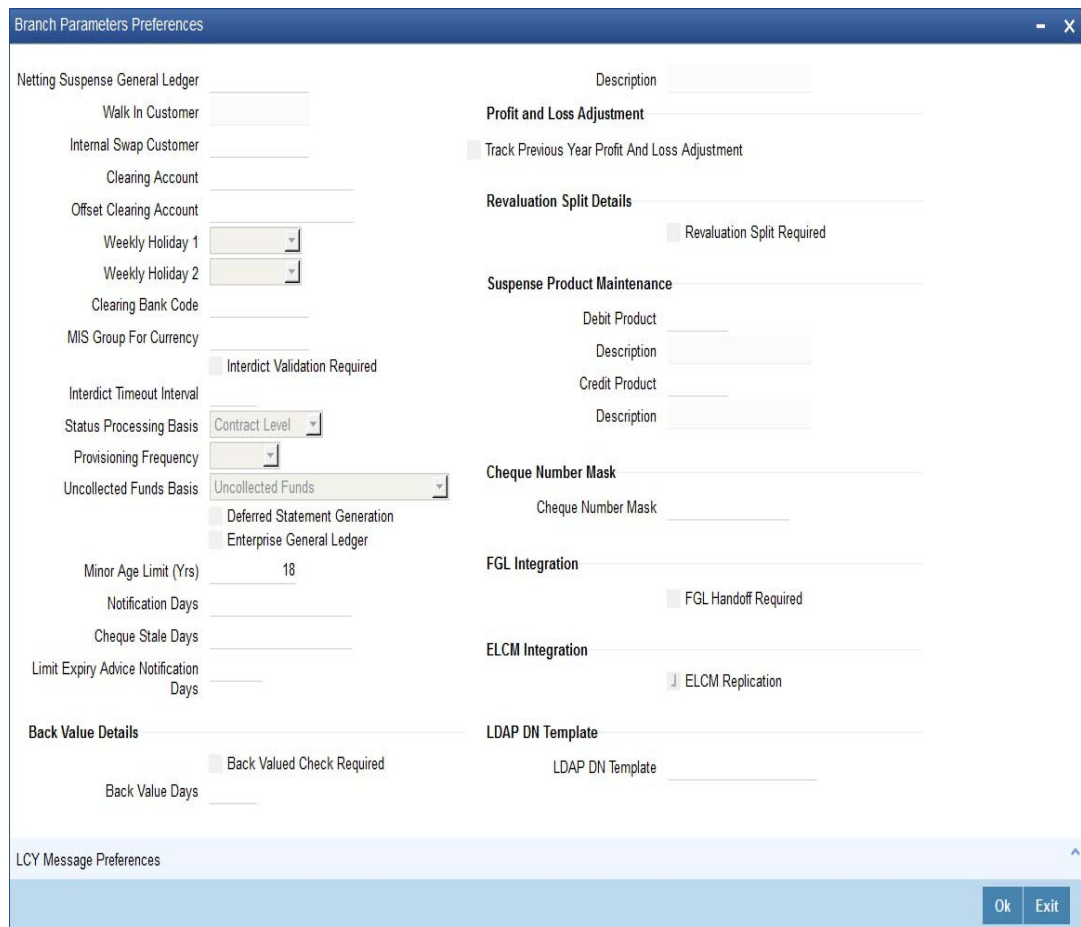 Branch Parameters Preferences
Netting Suspense General Ledger
Walk In Customer
Internal Swap Customer
Clearing Account
Offset Clearing Account
Weekly Holiday 1
Weekly Holiday 2
Clearing Bank Code
MIS Group For Currency
Interdict Validation Required
Interdict Timeout Interval
Status Processing Basis Contract Level
Provisioning Frequency
Uncollected Funds Basis Uncollected Funds
Deferred Statement Generation
Enterprise General Ledger
Minor Age Limit (Yrs) 18
Notification Days
Cheque Stale Days
Limit Expiry Advice Notification
Days
Back Value Details
Back Valued Check Required
Back Value Days
Description
Profit and Loss Adjustment
Track Previous Year Profit And Loss Adjustment
Revaluation Split Details
Revaluation Split Required
Suspense Product Maintenance
Debit Product
Description
Credit Product
Description
Cheque Number Mask
Cheque Number Mask
FGL Integration
FGL Handoff Required
ELCM Integration
ELCM Replication
LDAP DN Template
LDAP DN Template
LCY Message Preferences
Ok Exit